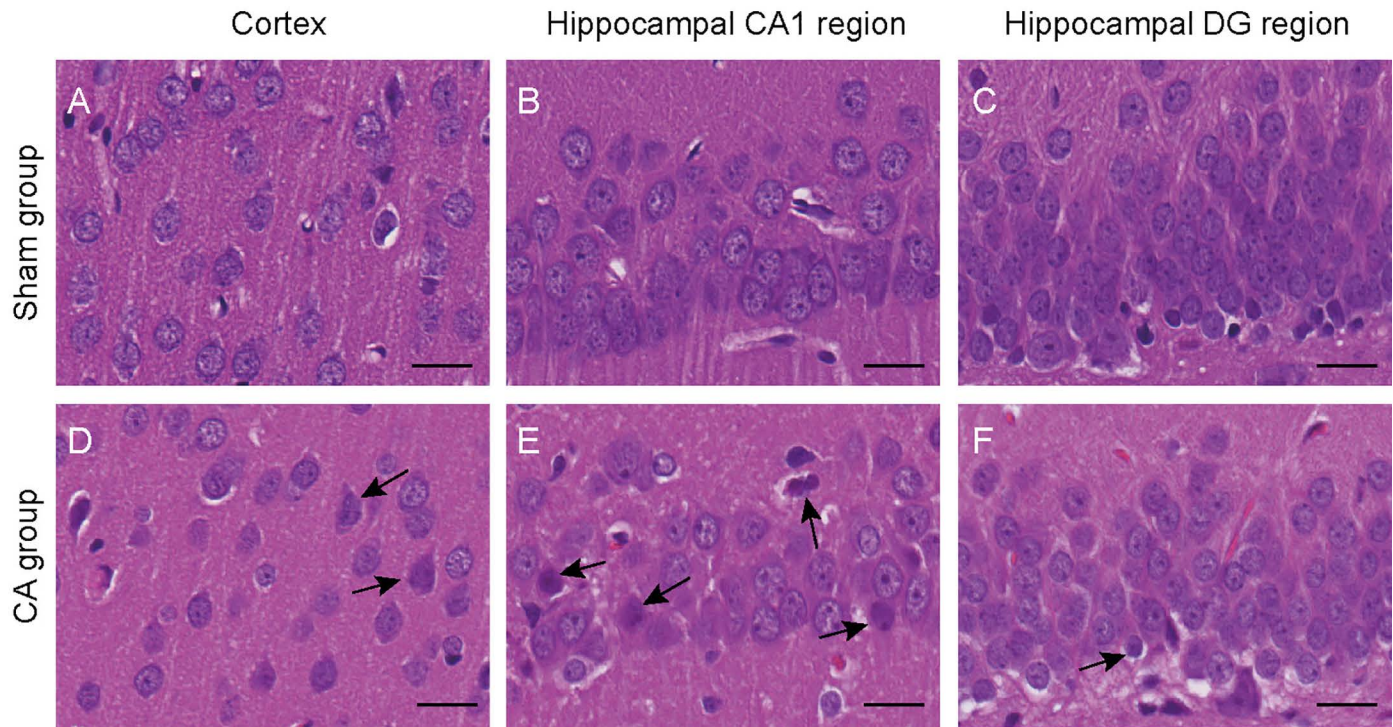 Cortex
Hippocampal CA1 region
Hippocampal DG region
Sham group
A
B
C
CA group
D
E
F